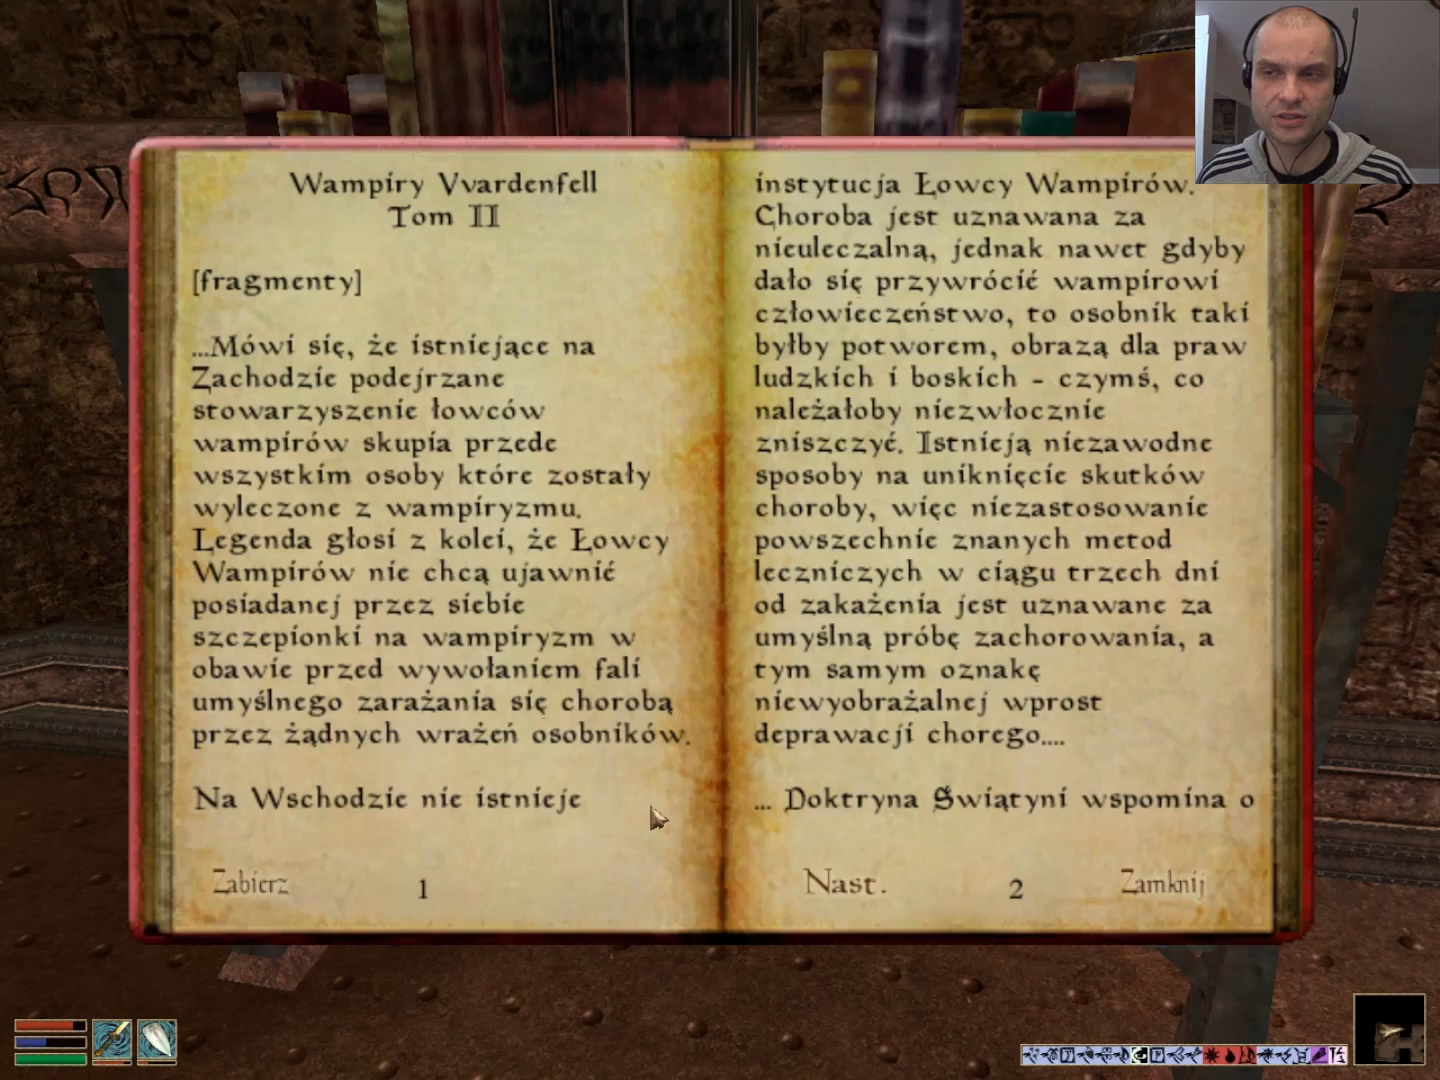 Wampiry Vvardenfell
Tom II
[fragmenty]
...Mówi się, że istniejące na
Zachodzie podejrzane
stowarzyszenie łowców
wampirów skupia przede
wszystkim osoby które zostały
wyleczone z wampiryzmu.
Legenda głosi z kolei, że Łowcy
Wampirów nie chcą ujawnić
posiadanej przez siebie
szczepionki na wampiryzm w
obawie przed wywołaniem fali
umyślnego zarażania się chorobą
przez żądnych wrażeń osobników.
Na Wschodzie nie istnieje
Zabierz
1
instytucja Łowcy Wampirów.
Choroba jest uznawana za
nieuleczalną, jednak nawet gdyby
dało się przywrócić wampirowi
człowieczeństwo, to osobnik taki
byłby potworem, obrazą dla praw
ludzkich i boskich - czymś, co
należałoby niezwłocznie
zniszczyć. Istnieją niezawodne
sposoby na uniknięcie skutków
choroby, więc niezastosowanie
powszechnie znanych metod
leczniczych w ciągu trzech dni
od zakażenia jest uznawane za
umyślną próbę zachorowania, a
tym samym oznakę
niewyobrażalnej wprost
deprawacji chorego....
... Doktryna Świątyni wspomina o
Nast.
2
Zamknij